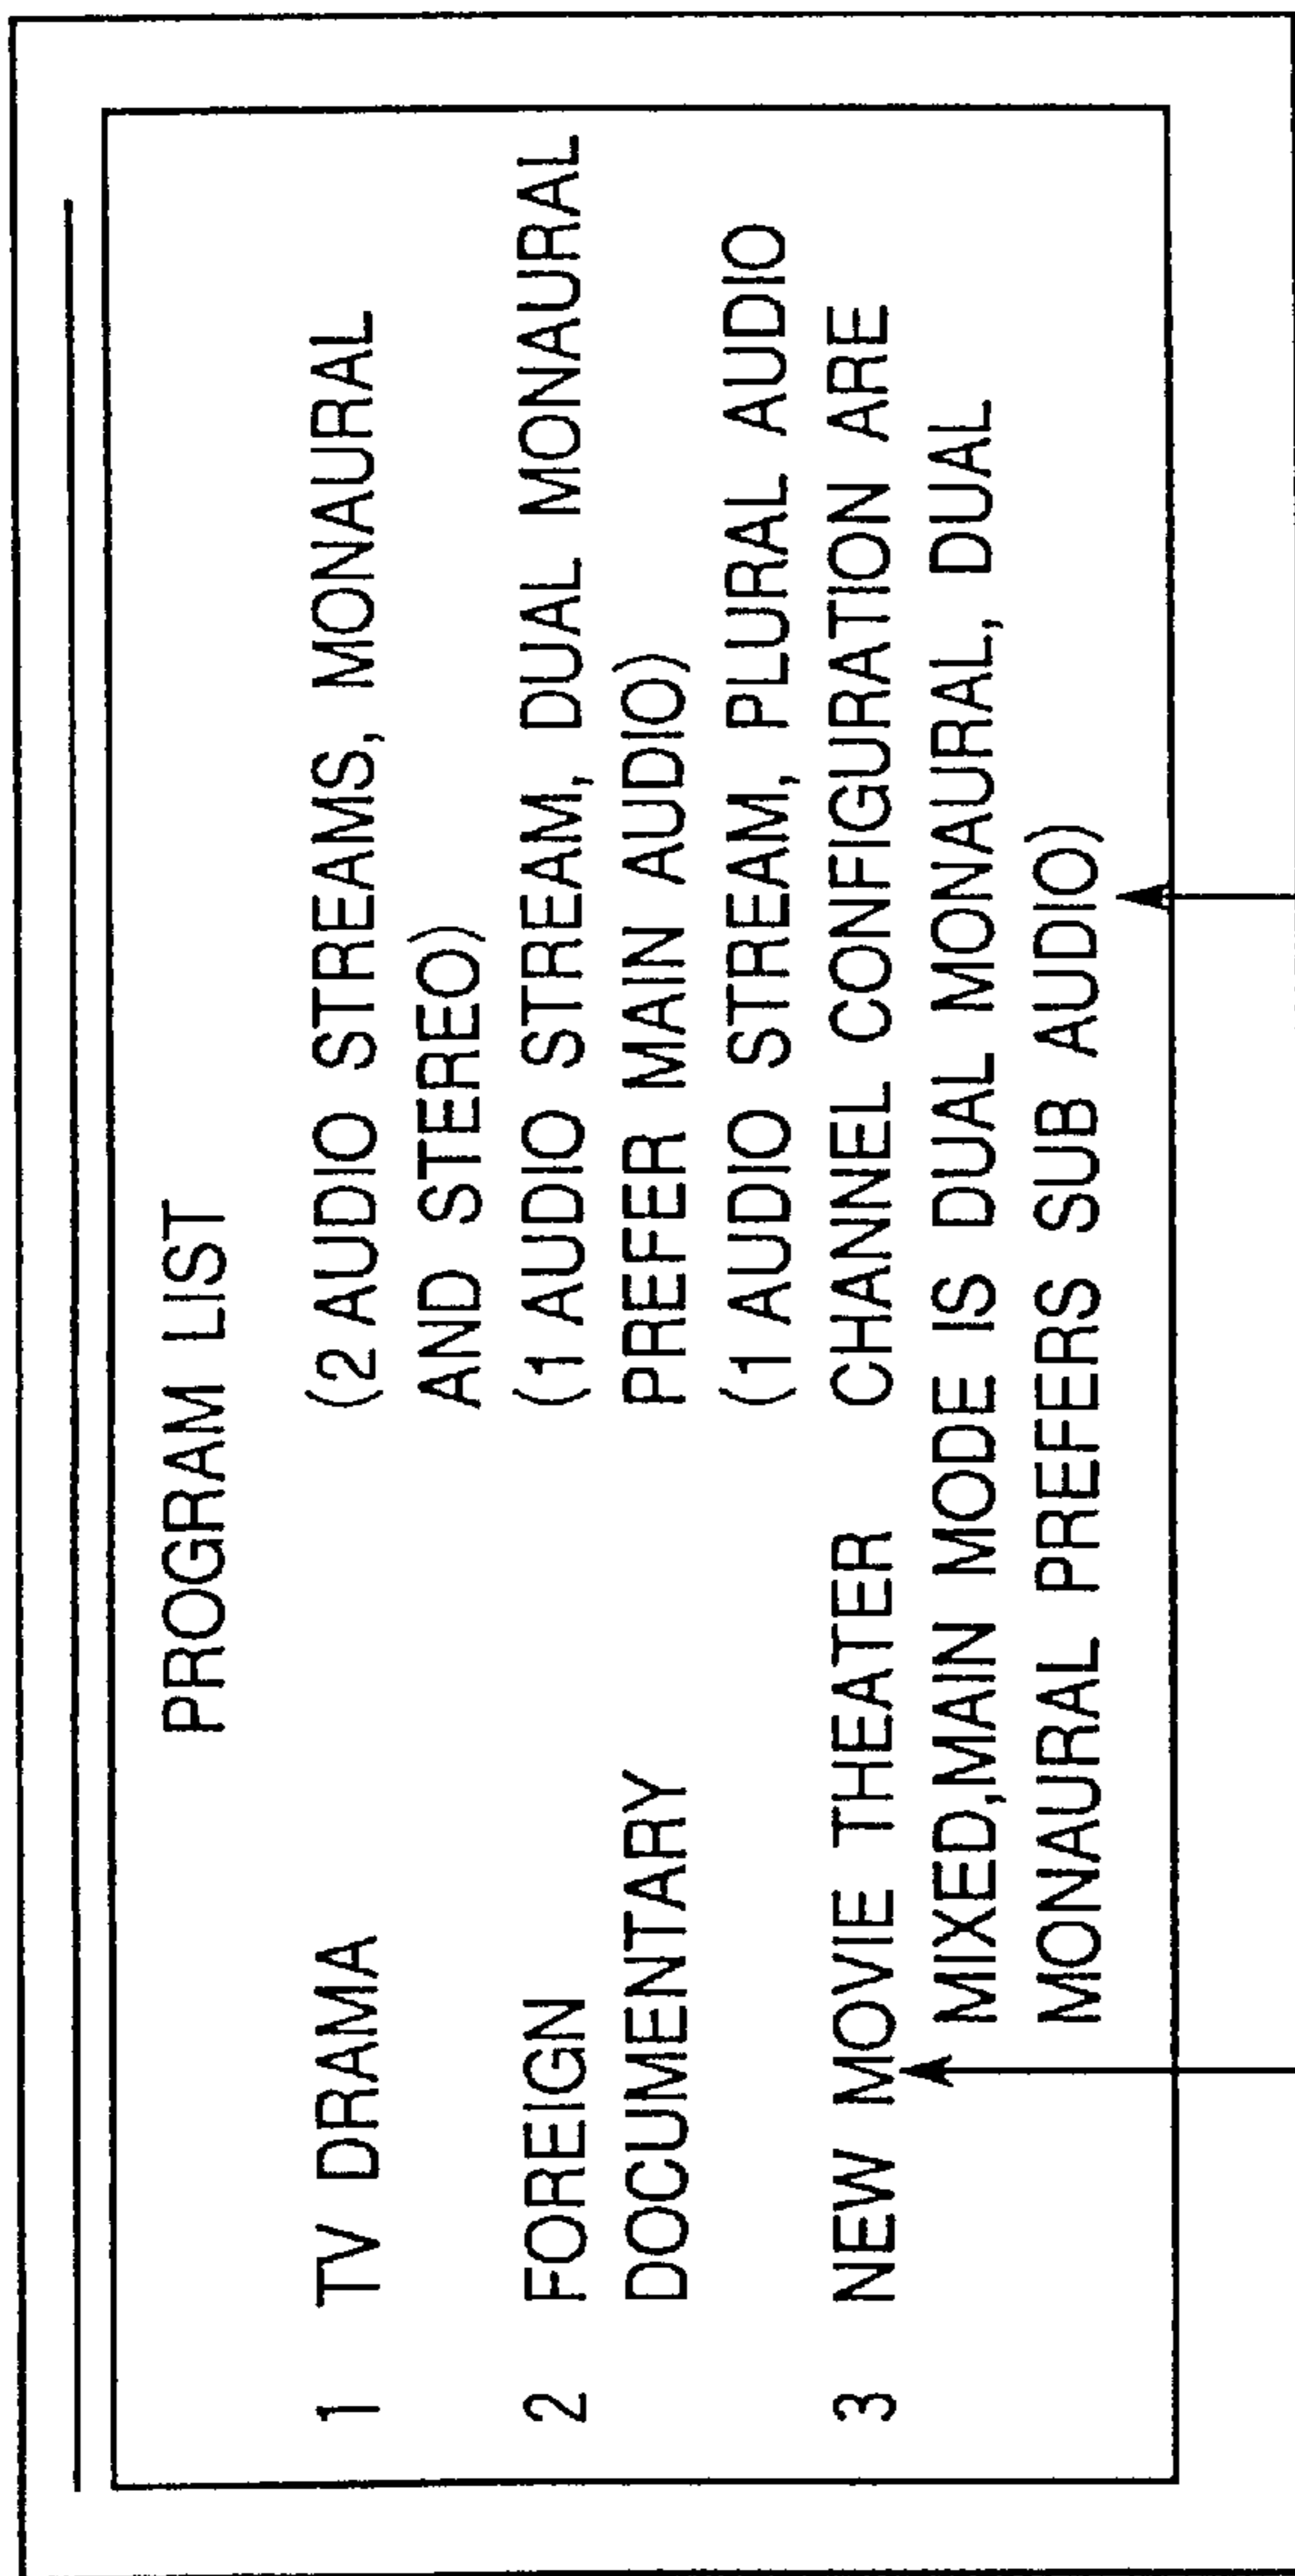 PROGRAM LIST
1 TV DRAMA (2 AUDIO STREAMS, MONAURAL
AND STEREO)
2 FOREIGN (1 AUDIO STREAM, DUAL MONAURAL
DOCUMENTARY PREFER MAIN AUDIO)
(1 AUDIO STREAM, PLURAL AUDIO
3 NEW MOVIE THEATER CHANNEL CONFIGURATION ARE
MIXED,MAIN MODE IS DUAL MONAURAL, DUAL
MONAURAL PREFERS SUB AUDIO)